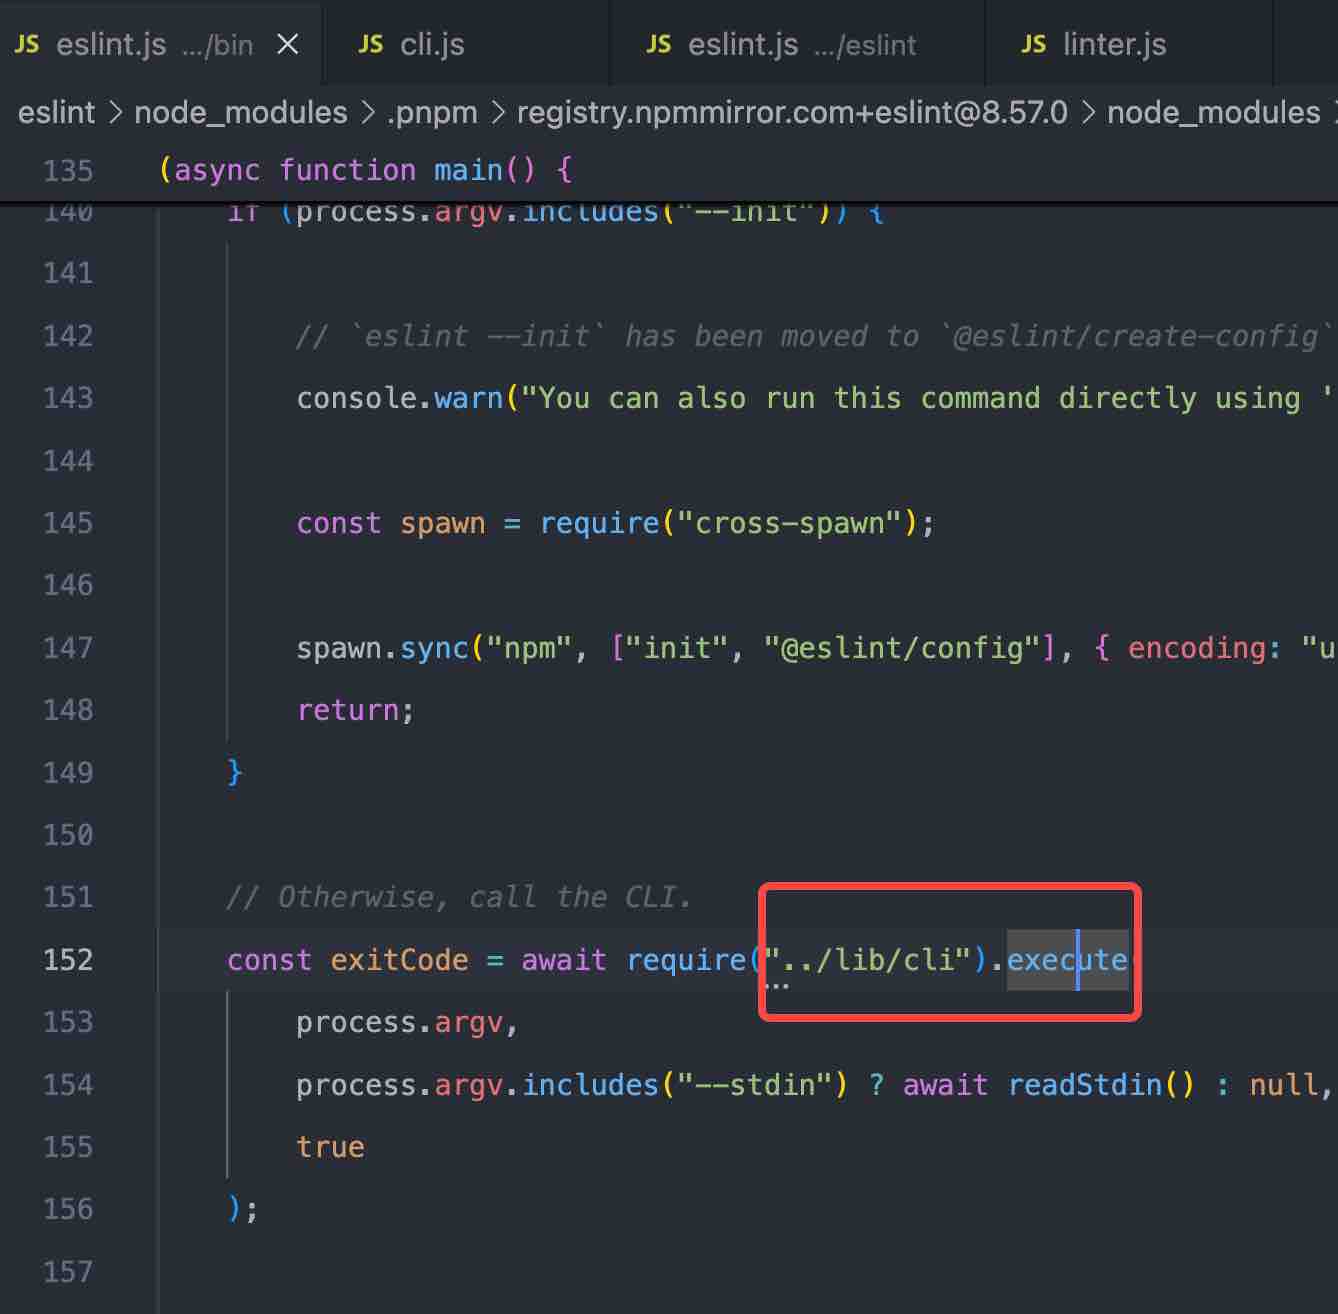 JS eslint.js .../bin × JS cli.js JS eslint.js .../eslint JS linter.js
eslint > node_modules > .pnpm > registry.npmmirror.com+eslint@8.57.0 > node_modules >
135 (async function main() {
140 if (process.argv.includes("--init")) {
141
142 // `eslint --init` has been moved to `@eslint/create-config`
143 console.warn("You can also run this command directly using '
144
145 const spawn = require("cross-spawn");
146
147 spawn.sync("npm", ["init", "@eslint/config"], { encoding: "u
148 return;
149 }
150
151 // Otherwise, call the CLI.
152 const exitCode = await require("../lib/cli").execute(
153 process.argv,
154 process.argv.includes("--stdin") ? await readStdin() : null,
155 true
156 );
157